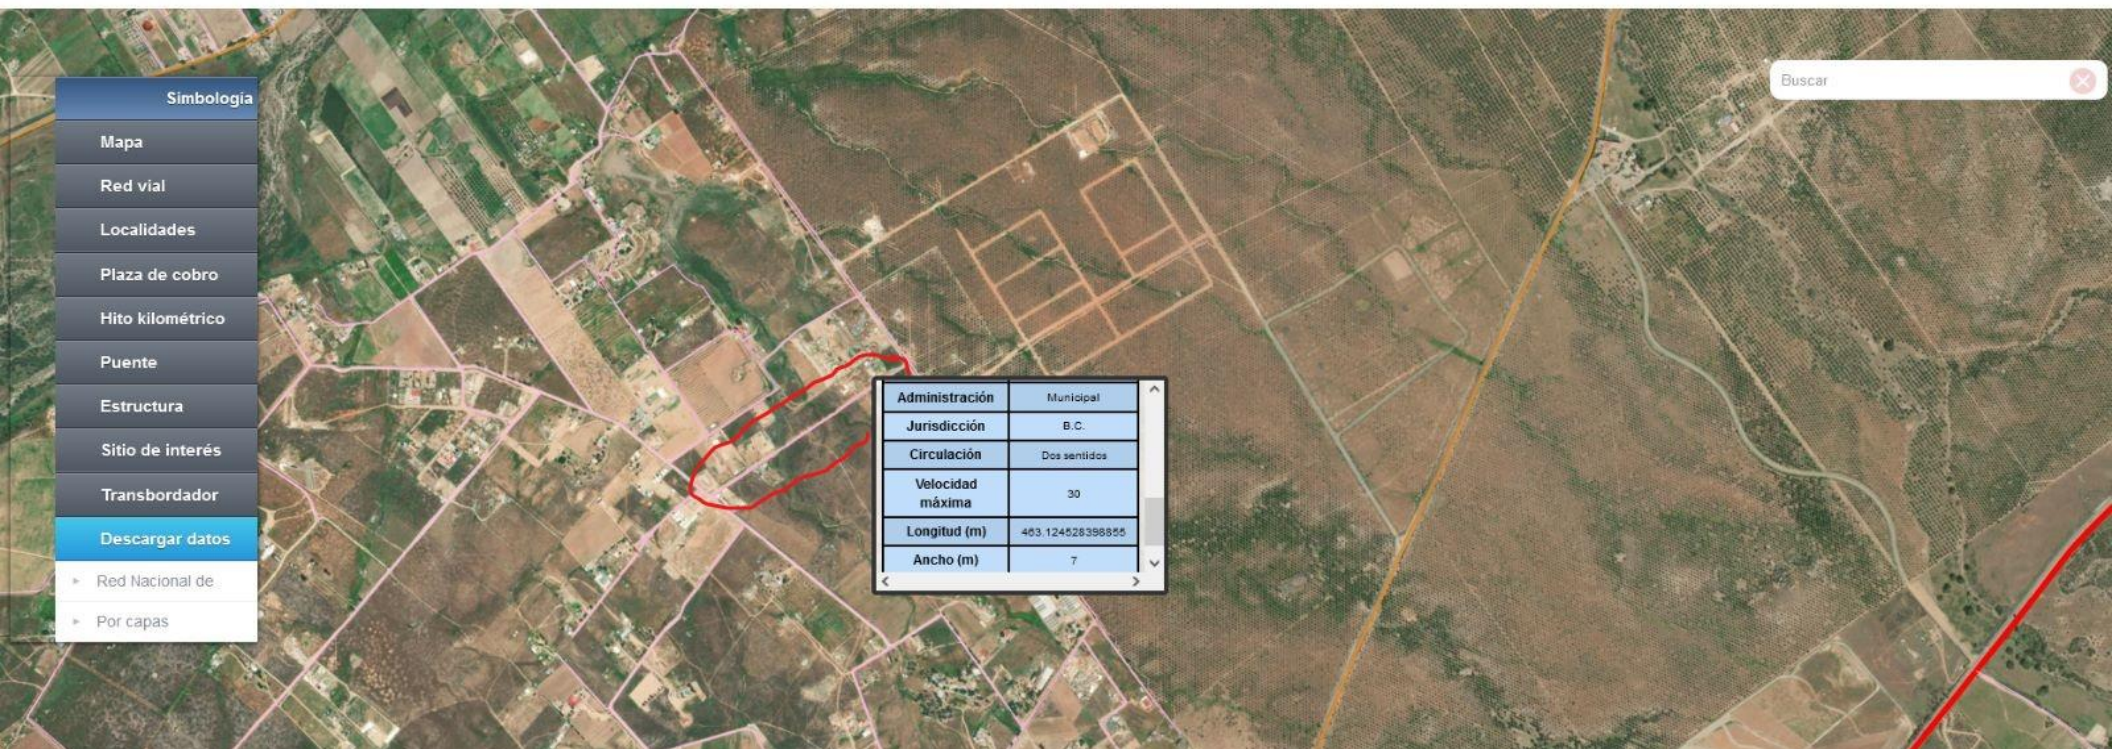 Simbología
Mapa
Red vial
Localidades
Plaza de cobro
Hito kilométrico
Puente
Estructura
Sitio de interés
Transbordador
Descargar datos
Red Nacional de
Por capas
Buscar
Administración Municipal
Jurisdicción B.C.
Circulación Dos sentidos
Velocidad
máxima 30
Longitud (m) 463.124528398855
Ancho (m) 7